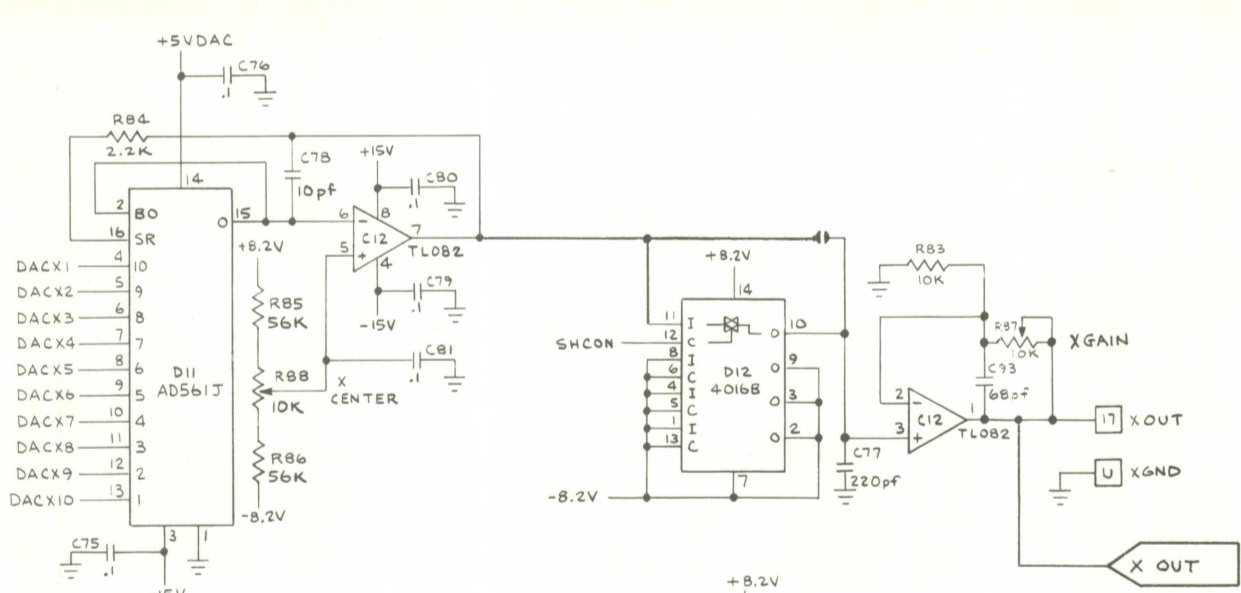 +5VDAC
C76
.1
R84
2.2K
C78
10pf
+15V
C80
.1
14
2 BO
16 SR
O 15
6 -
5 +
C12
8
4
7
TL082
C79
.1
-15V
+8.2V
R85
56K
R88
10K
X CENTER
C81
.1
R86
56K
-8.2V
DACX1 4 10
DACX2 5 9
DACX3 6 8
DACX4 7 7
DACX5 8 6
DACX6 9 5
DACX7 10 4
DACX8 11 3
DACX9 12 2
DACX10 13 1
D11
AD561J
3
1
C75
.1
+8.2V
14
SHCON
11 I
12 C
8 I
6 C
4 I
5 C
1 I
13 C
O 10
O 9
O 3
O 2
D12
4016B
7
-8.2V
C77
220pf
R83
10K
R87
10K
XGAIN
C93
68pf
2 -
3 +
C12
1
TL082
17 XOUT
U XGND
X OUT
+8.2V